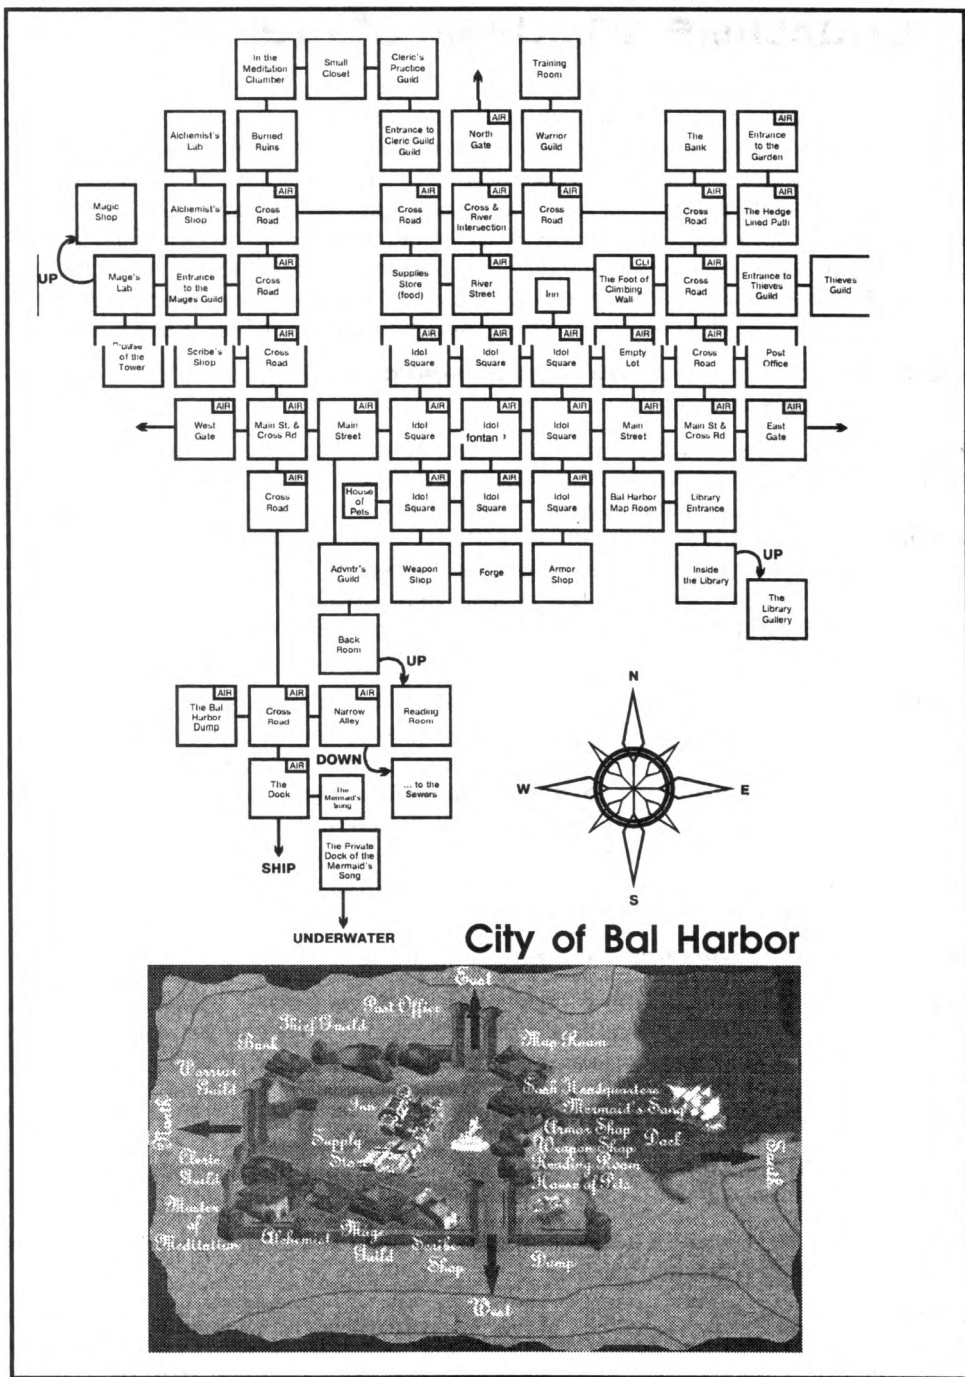 In the
Meditation
Chamber
Small
Closet
Cleric's
Practice
Guild
Training
Room
Alchemist's
Lab
Burned
Ruins
Entrance to
Cleric Guild
Guild
AIR
North
Gate
Warrior
Guild
The
Bank
AIR
Entrance
to the
Garden
Magic
Shop
Alchemist's
Shop
AIR
Cross
Road
AIR
Cross
Road
AIR
Cross &
River
Intersection
AIR
Cross
Road
AIR
Cross
Road
AIR
The Hedge
Lined Path
UP
Mage's
Lab
Entrance
to the
Mages Guild
AIR
Cross
Road
Supplies
Store
(food)
AIR
River
Street
Inn
CLI
The Foot of
Climbing
Wall
AIR
Cross
Road
Entrance to
Thieves
Guild
Thieves
Guild
of the
Tower
Scribe's
Shop
AIR
Cross
Road
AIR
Idol
Square
AIR
Idol
Square
AIR
Idol
Square
AIR
Empty
Lot
AIR
Cross
Road
Post
Office
AIR
West
Gate
AIR
Main St. &
Cross Rd
AIR
Main
Street
AIR
Idol
Square
AIR
Idol
fontan
AIR
Idol
Square
AIR
Main
Street
AIR
Main St &
Cross Rd
AIR
East
Gate
AIR
Cross
Road
House
of
Pets
AIR
Idol
Square
AIR
Idol
Square
AIR
Idol
Square
Bal Harbor
Map Room
Library
Entrance
Advntr's
Guild
Weapon
Shop
Forge
Armor
Shop
Inside
the Library
UP
The
Library
Gallery
Back
Room
UP
AIR
The Bal
Harbor
Dump
AIR
Cross
Road
AIR
Narrow
Alley
Reading
Room
DOWN
AIR
The
Dock
The
Mermaid's
Song
... to the
Sewers
SHIP
The Private
Dock of the
Mermaid's
Song
UNDERWATER
N
W
E
S
City of Bal Harbor
East
Post Office
Thief Guild
Bank
Map Room
Warrior
Guild
North
Inn
Headquarters
Mermaid's Song
Armor Shop
Dock
Supply
Weapon Shop
Reading Room
South
House of Pets
Cleric
Guild
Master
of
Meditation
Alchemist
Mage
Guild
Scribe
Shop
Dump
West